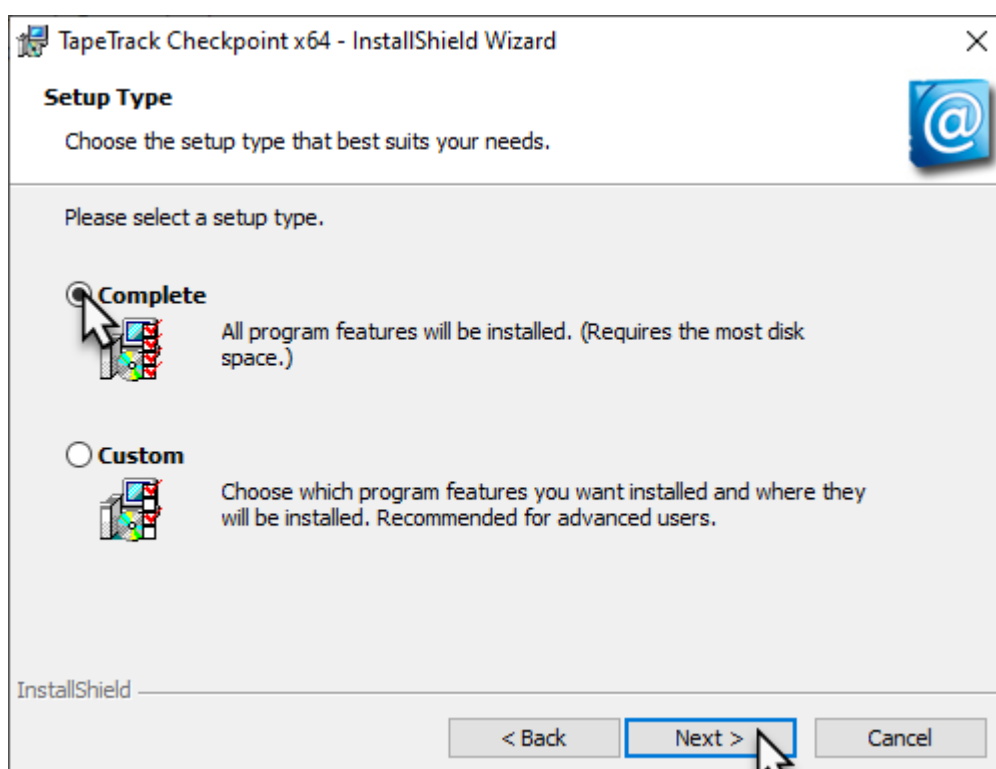 TapeTrack Checkpoint x64 - InstallShield Wizard
Setup Type
Choose the setup type that best suits your needs.
Please select a setup type.
Complete
All program features will be installed. (Requires the most disk
space.)
Custom
Choose which program features you want installed and where they
will be installed. Recommended for advanced users.
InstallShield
< Back
Next >
Cancel